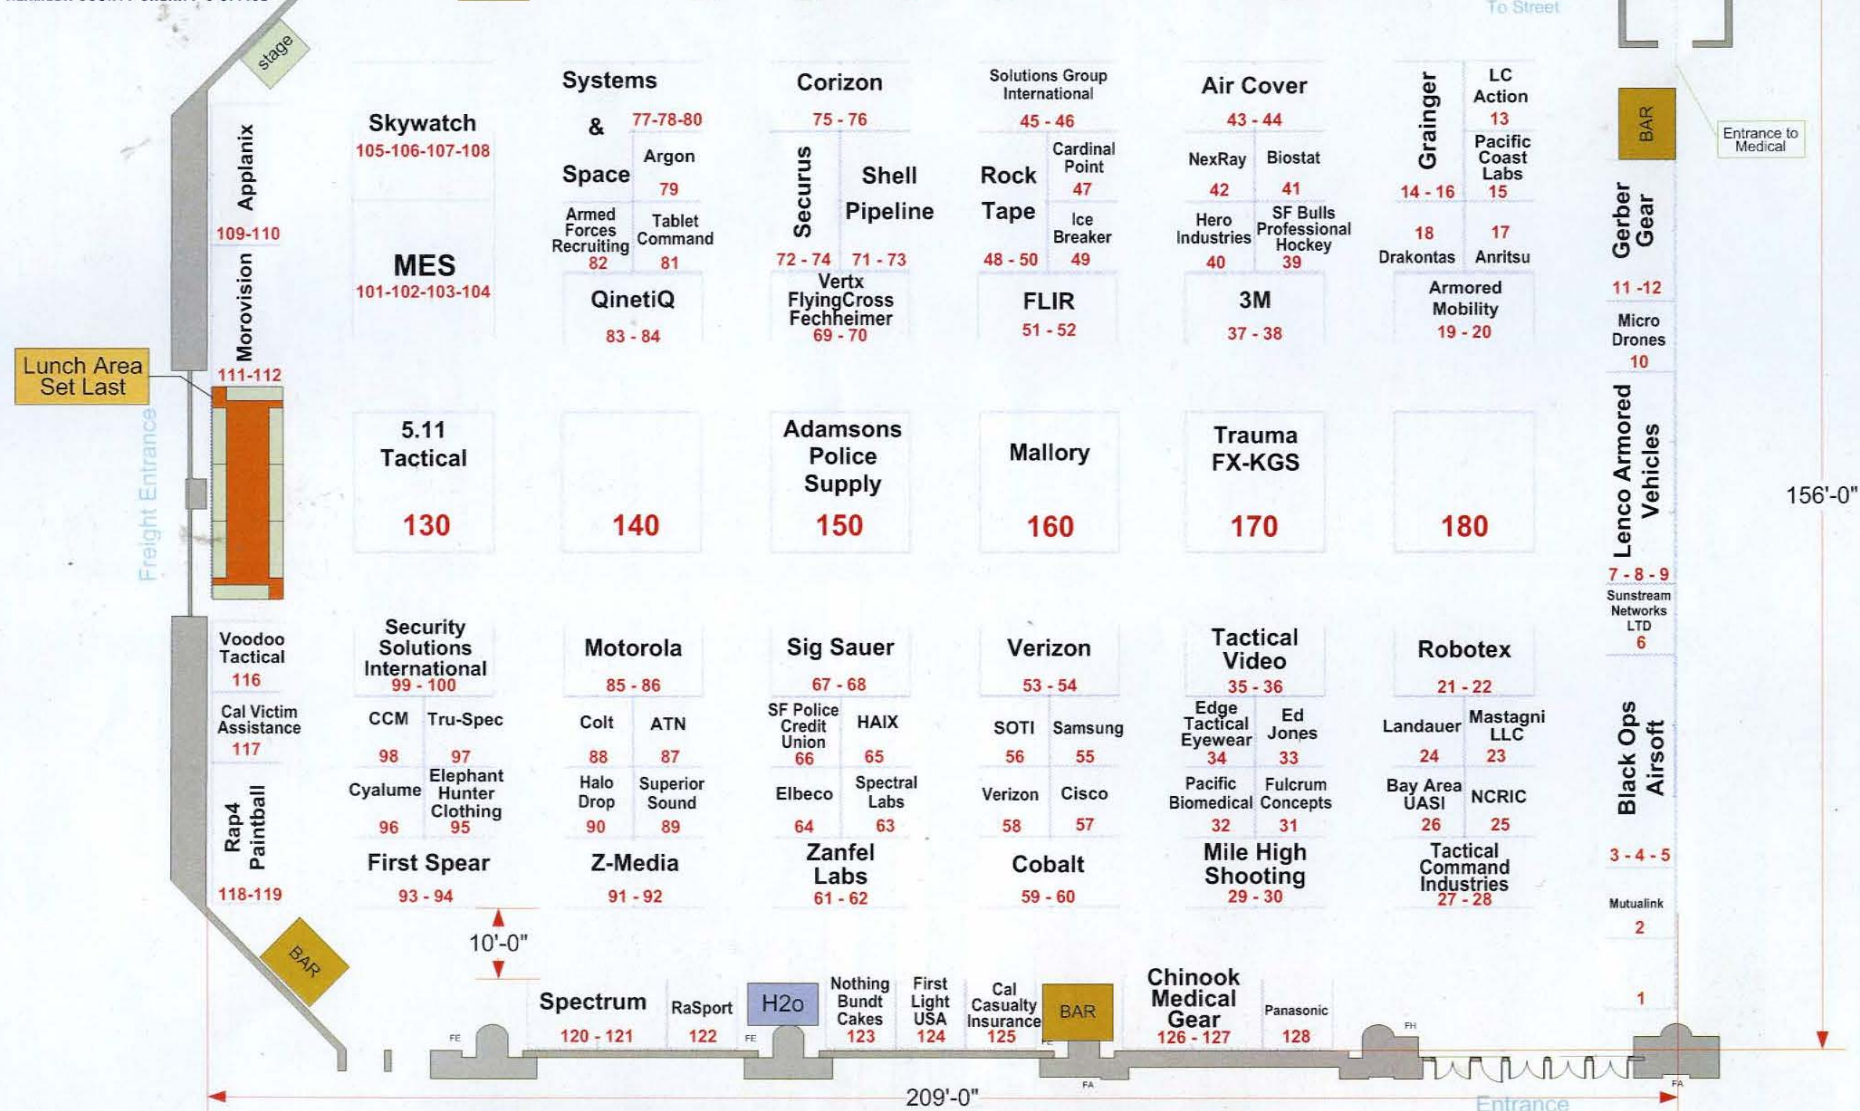 To Street
stage
Systems
&
Space
77-78-80
Corizon
75 - 76
Solutions Group
International
45 - 46
Air Cover
43 - 44
Grainger
14 - 16
LC
Action
13
BAR
Entrance to
Medical
Skywatch
105-106-107-108
Applanix
109-110
Argon
79
Securus
72 - 74
Shell
Pipeline
71 - 73
Rock
Tape
48 - 50
Cardinal
Point
47
NexRay
42
Biostat
41
Pacific
Coast
Labs
15
Gerber
Gear
11 -12
Armed
Forces
Recruiting
82
Tablet
Command
81
Ice
Breaker
49
Hero
Industries
40
SF Bulls
Professional
Hockey
39
18
Drakontas
17
Anritsu
MES
101-102-103-104
Morovision
111-112
QinetiQ
83 - 84
Vertx
FlyingCross
Fechheimer
69 - 70
FLIR
51 - 52
3M
37 - 38
Armored
Mobility
19 - 20
Micro
Drones
10
Lunch Area
Set Last
Freight Entrance
5.11
Tactical
130
140
Adamsons
Police
Supply
150
Mallory
160
Trauma
FX-KGS
170
180
Lenco Armored
Vehicles
7 - 8 - 9
156'-0"
Sunstream
Networks
LTD
6
Voodoo
Tactical
116
Security
Solutions
International
99 - 100
Motorola
85 - 86
Sig Sauer
67 - 68
Verizon
53 - 54
Tactical
Video
35 - 36
Robotex
21 - 22
Cal Victim
Assistance
117
CCM
98
Tru-Spec
97
Colt
88
ATN
87
SF Police
Credit
Union
66
HAIX
65
SOTI
56
Samsung
55
Edge
Tactical
Eyewear
34
Ed
Jones
33
Landauer
24
Mastagni
LLC
23
Black Ops
Airsoft
3 - 4 - 5
Rap4
Paintball
118-119
Cyalume
96
Elephant
Hunter
Clothing
95
Halo
Drop
90
Superior
Sound
89
Elbeco
64
Spectral
Labs
63
Verizon
58
Cisco
57
Pacific
Biomedical
32
Fulcrum
Concepts
31
Bay Area
UASI
26
NCRIC
25
First Spear
93 - 94
Z-Media
91 - 92
Zanfel
Labs
61 - 62
Cobalt
59 - 60
Mile High
Shooting
29 - 30
Tactical
Command
Industries
27 - 28
Mutualink
2
10'-0"
BAR
1
Spectrum
120 - 121
RaSport
122
H2o
Nothing
Bundt
Cakes
123
First
Light
USA
124
Cal
Casualty
Insurance
125
BAR
Chinook
Medical
Gear
126 - 127
Panasonic
128
FE
FE
FH
FA
FA
209'-0"
Entrance